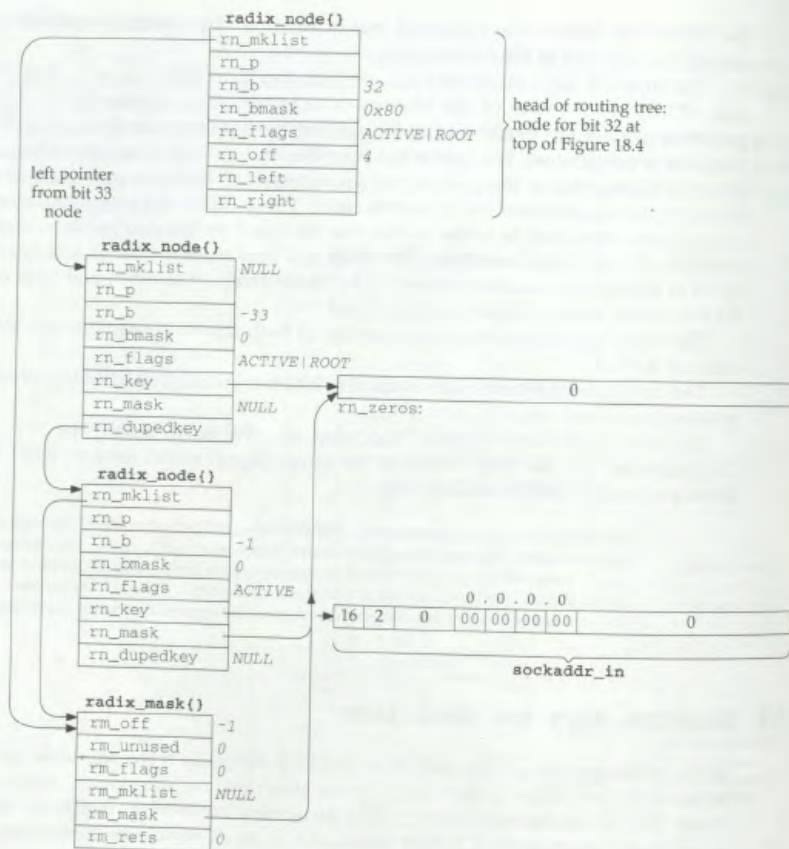 radix_node{}
rn_mklist
rn_p
rn_b 32
rn_bmask 0x80
rn_flags ACTIVE|ROOT
rn_off 4
rn_left
rn_right
head of routing tree:
node for bit 32 at
top of Figure 18.4
left pointer
from bit 33
node
radix_node{}
rn_mklist NULL
rn_p
rn_b -33
rn_bmask 0
rn_flags ACTIVE|ROOT
rn_key
rn_mask NULL
rn_dupedkey
0
rn_zeros:
radix_node{}
rn_mklist
rn_p
rn_b -1
rn_bmask 0
rn_flags ACTIVE
rn_key
rn_mask
rn_dupedkey NULL
0 . 0 . 0 . 0
16 2 0 00 00 00 00 0
sockaddr_in
radix_mask{}
rm_off -1
rm_unused 0
rm_flags 0
rm_mklist NULL
rm_mask
rm_refs 0